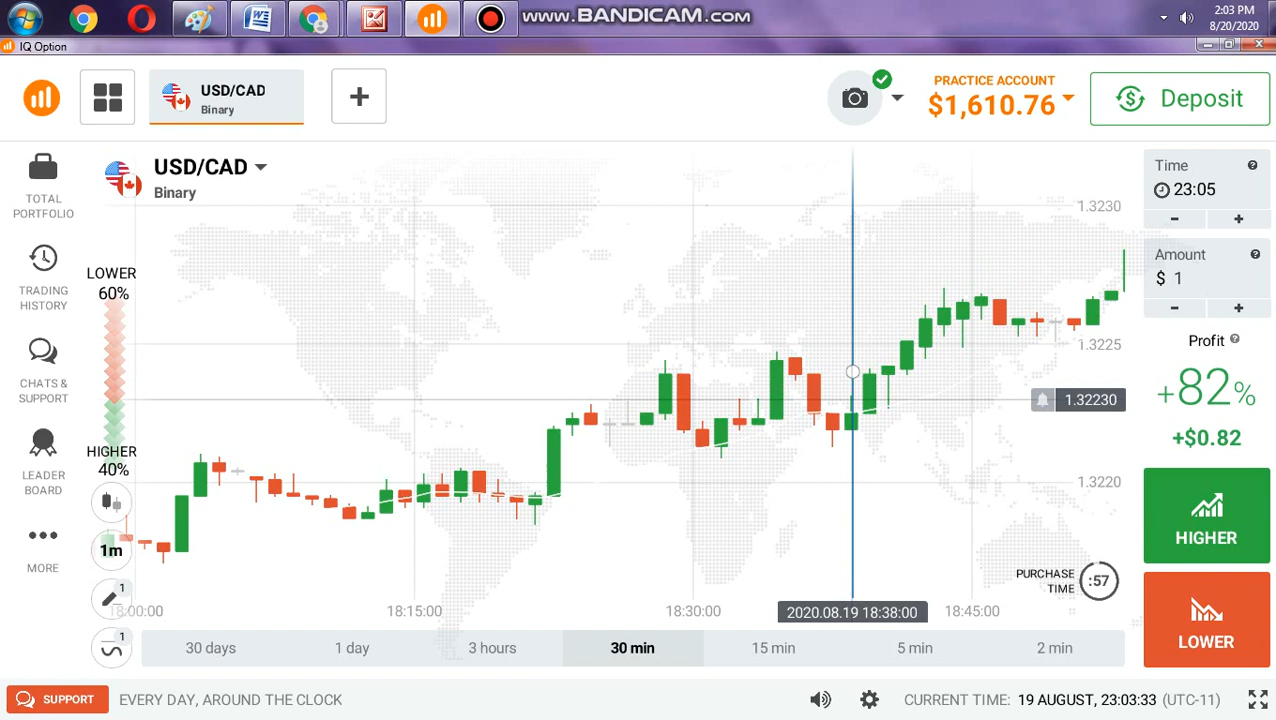 www.BANDICAM.com
2:03 PM
8/20/2020
IQ Option
USD/CAD
Binary
+
PRACTICE ACCOUNT
$1,610.76
Deposit
USD/CAD
Binary
TOTAL
PORTFOLIO
TRADING
HISTORY
CHATS &
SUPPORT
LEADER
BOARD
MORE
LOWER
60%
HIGHER
40%
1m
1
1
1.3230
1.3225
1.32230
1.3220
PURCHASE
TIME
:57
18:00:00
18:15:00
18:30:00
2020.08.19 18:38:00
18:45:00
30 days
1 day
3 hours
30 min
15 min
5 min
2 min
Time
23:05
- +
Amount
$ 1
- +
Profit
+82%
+$0.82
HIGHER
LOWER
SUPPORT
EVERY DAY, AROUND THE CLOCK
CURRENT TIME: 19 AUGUST, 23:03:33 (UTC-11)